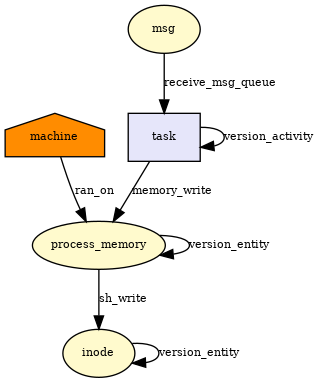 msg
receive_msg_queue
machine
task
version_activity
ran_on
memory_write
process_memory
version_entity
sh_write
inode
version_entity